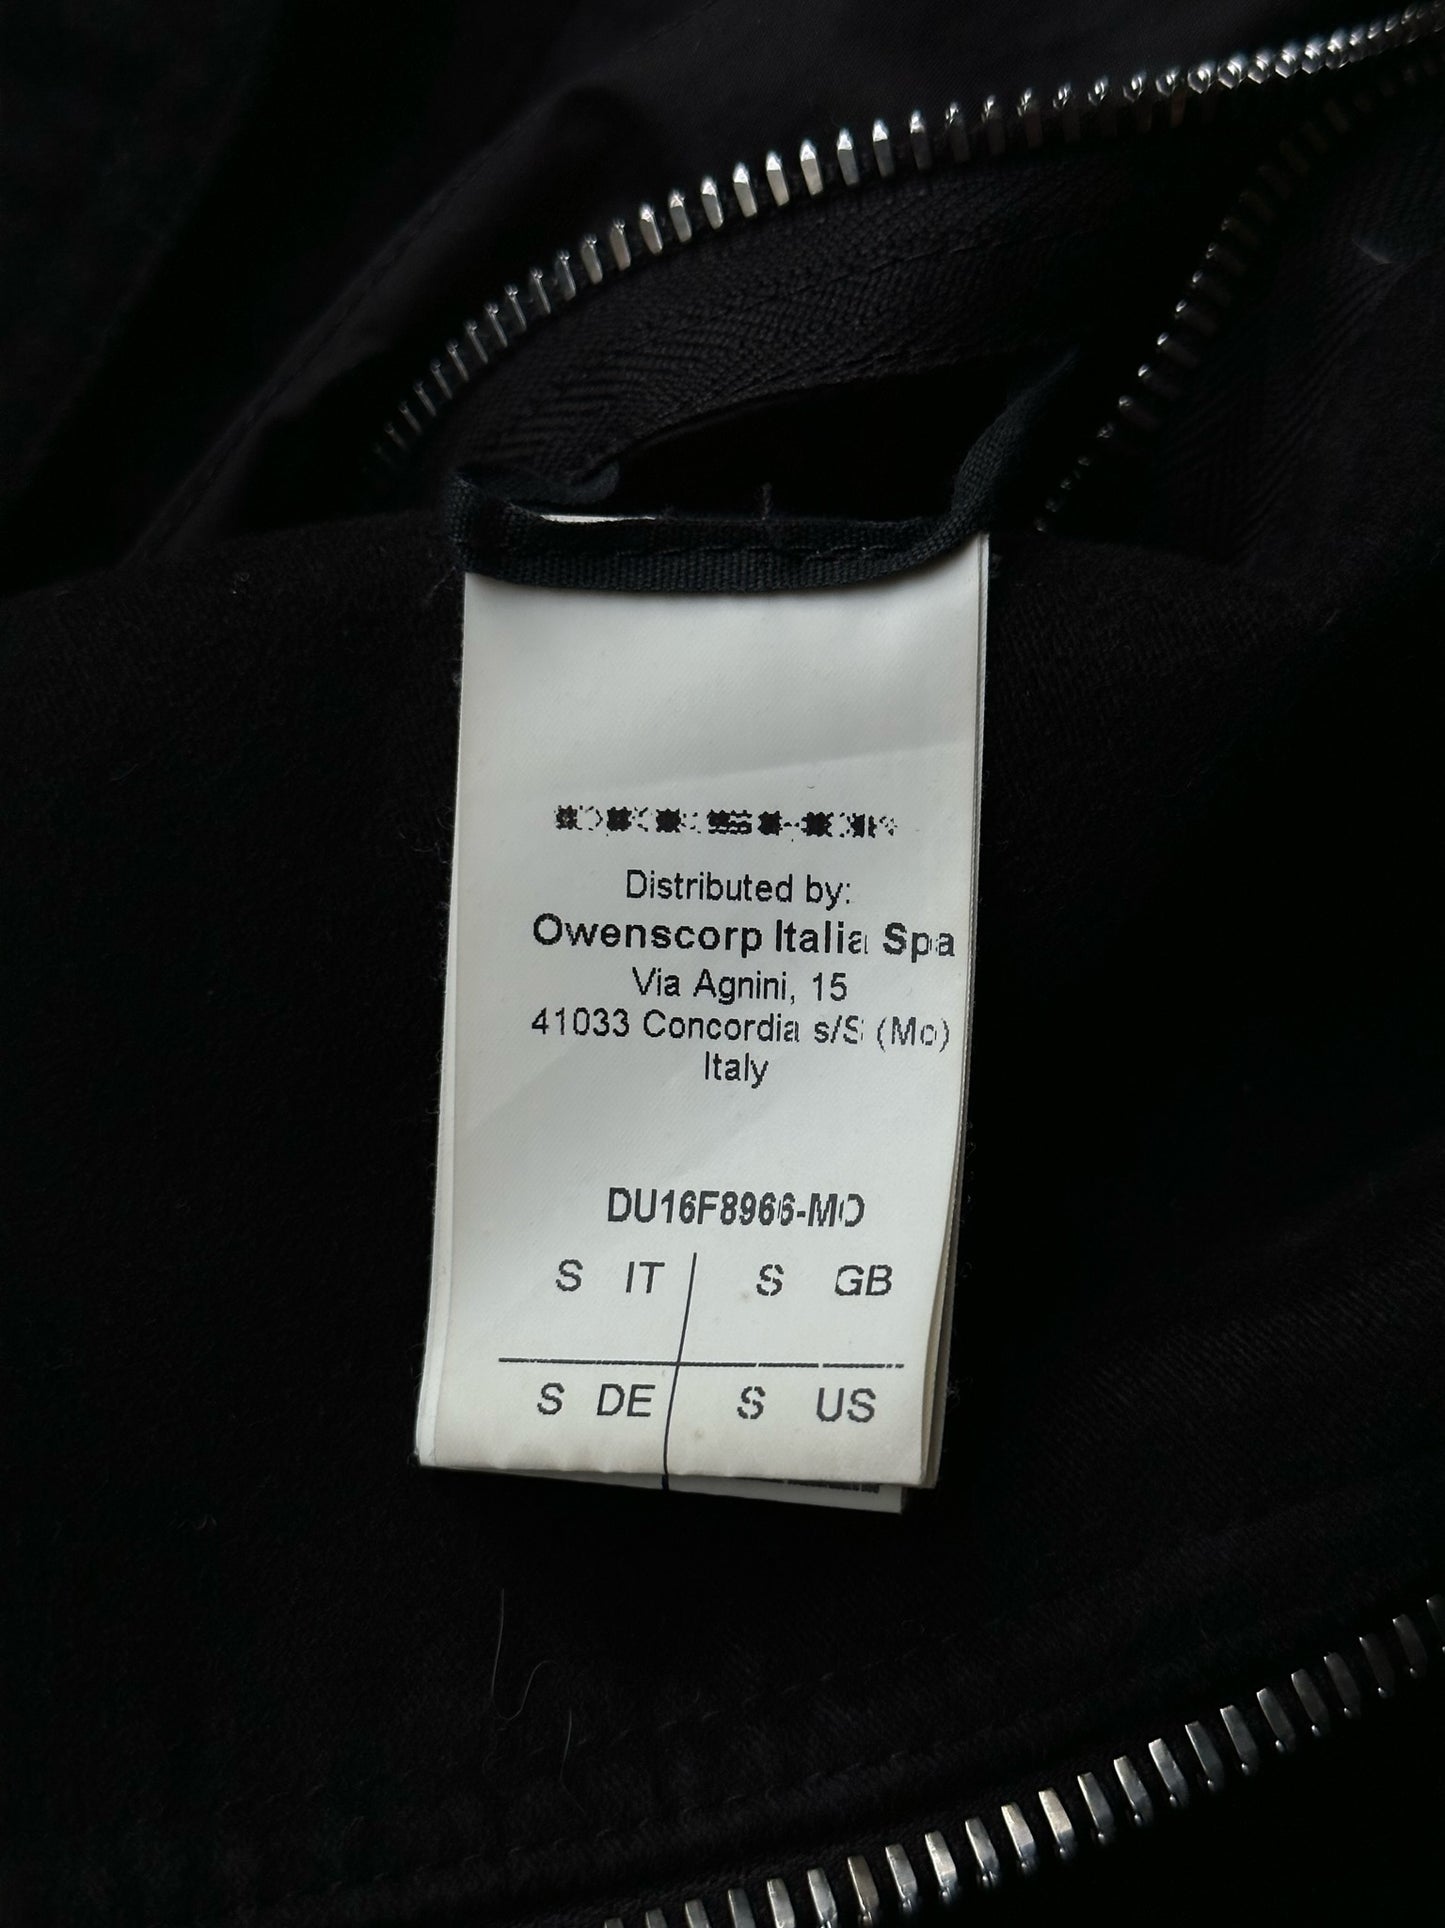 Distributed by:
Owenscorp Italia Spa
Via Agnini, 15
41033 Concordia s/S (Mo)
Italy
DU16F8966-MO
S IT S GB
S DE S US